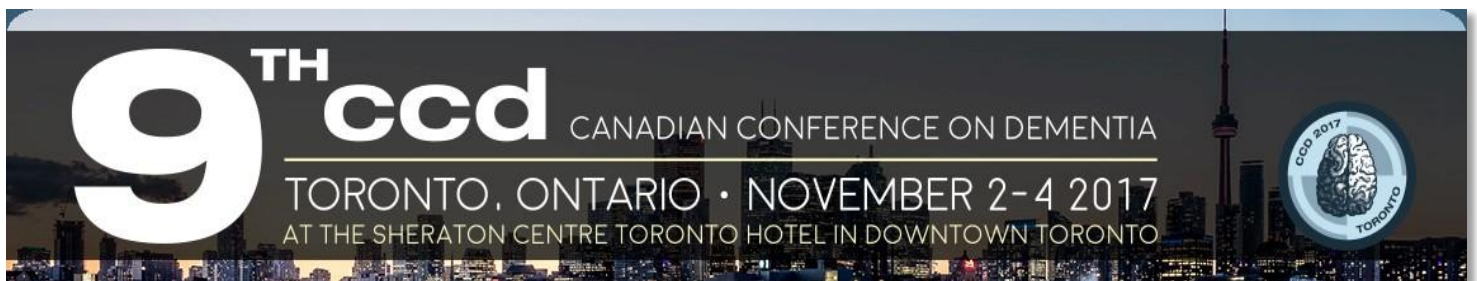 9TH ccd CANADIAN CONFERENCE ON DEMENTIA
TORONTO, ONTARIO • NOVEMBER 2-4 2017
AT THE SHERATON CENTRE TORONTO HOTEL IN DOWNTOWN TORONTO
CCD 2017
TORONTO